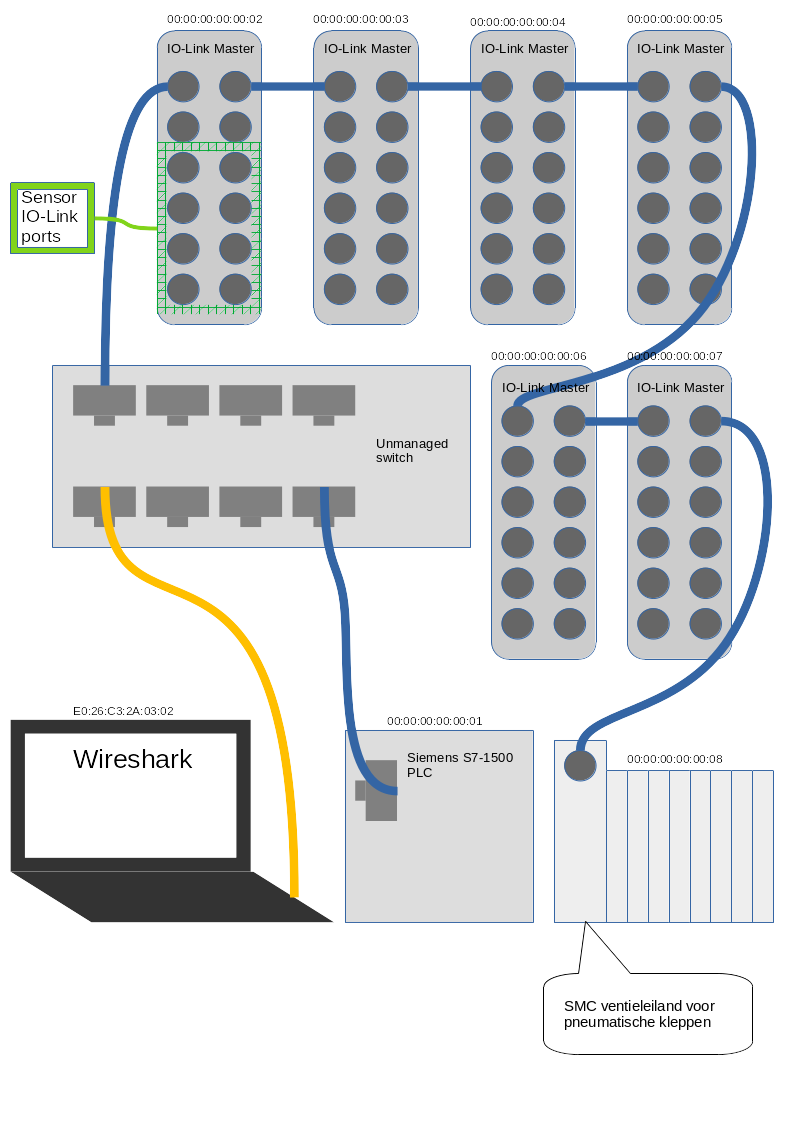 00:00:00:00:00:02
00:00:00:00:00:03
00:00:00:00:00:04
00:00:00:00:00:05
IO-Link Master
IO-Link Master
IO-Link Master
IO-Link Master
Sensor
IO-Link
ports
00:00:00:00:00:06
00:00:00:00:00:07
IO-Link Master
IO-Link Master
Unmanaged
switch
E0:26:C3:2A:03:02
Wireshark
00:00:00:00:00:01
Siemens S7-1500
PLC
00:00:00:00:00:08
SMC ventieleiland voor
pneumatische kleppen